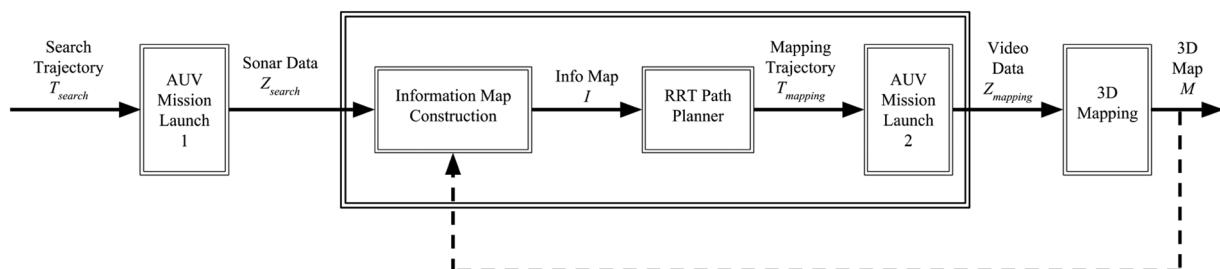 Search
Trajectory
T_search
AUV
Mission
Launch
1
Sonar Data
Z_search
Information Map
Construction
Info Map
I
RRT Path
Planner
Mapping
Trajectory
T_mapping
AUV
Mission
Launch
2
Video
Data
Z_mapping
3D
Mapping
3D
Map
M